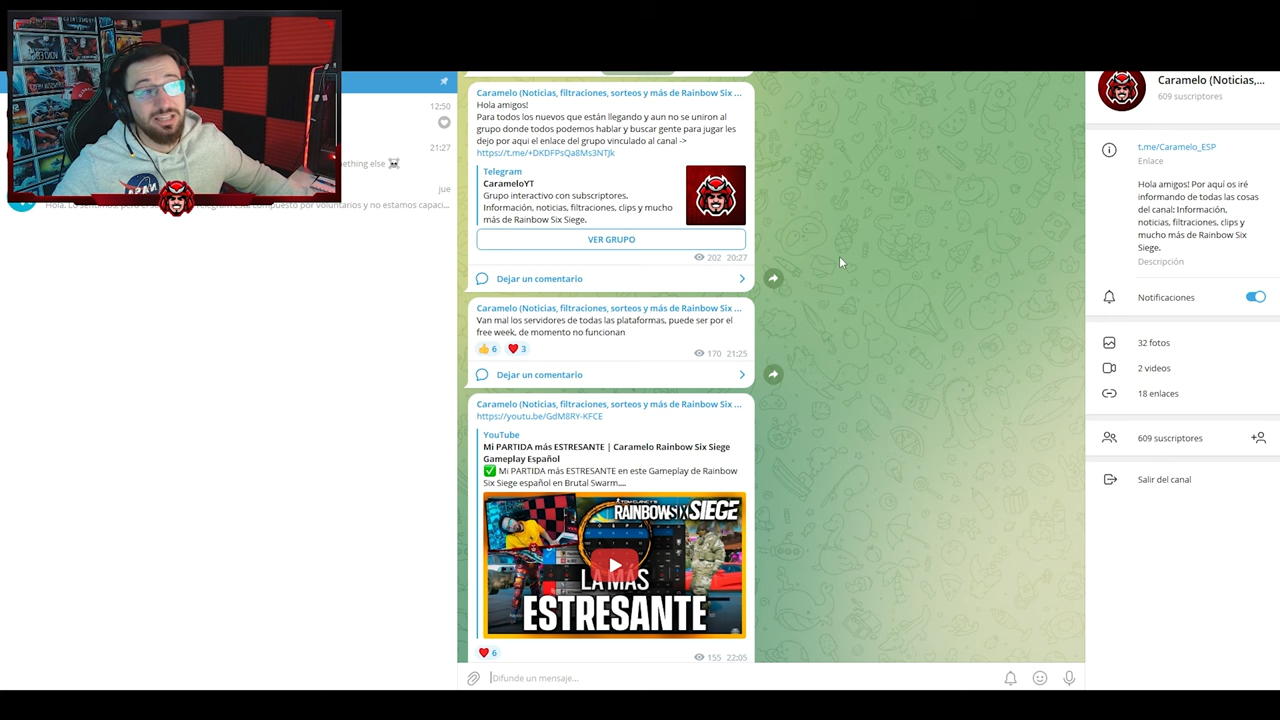 12:50
21:27
ething else ☠️
jue
Hola. Lo sentimos, pero el s
egram está compuesto por voluntarios y no estamos capaci...
NASA
Caramelo (Noticias, filtraciones, sorteos y más de Rainbow Six ...
Hola amigos!
Para todos los nuevos que están llegando y aun no se uniron al
grupo donde todos podemos hablar y buscar gente para jugar les
dejo por aqui el enlace del grupo vinculado al canal ->
https://t.me/+DKDFPsQa8Ms3NTJk
Telegram
CarameloYT
Grupo interactivo con subscriptores.
Información, noticias, filtraciones, clips y mucho
más de Rainbow Six Siege.
VER GRUPO
202 20:27
Dejar un comentario
Caramelo (Noticias, filtraciones, sorteos y más de Rainbow Six ...
Van mal los servidores de todas las plataformas, puede ser por el
free week, de momento no funcionan
👍 6 ❤️ 3
170 21:25
Dejar un comentario
Caramelo (Noticias, filtraciones, sorteos y más de Rainbow Six ...
https://youtu.be/GdM8RY-KFCE
YouTube
Mi PARTIDA más ESTRESANTE | Caramelo Rainbow Six Siege
Gameplay Español
✅ Mi PARTIDA más ESTRESANTE en este Gameplay de Rainbow
Six Siege español en Brutal Swarm....
TOM CLANCY'S
RAINBOW SIX SIEGE
LA MÁS
ESTRESANTE
❤️ 6
155 22:05
Difunde un mensaje...
Caramelo (Noticias,...
609 suscriptores
t.me/Caramelo_ESP
Enlace
Hola amigos! Por aquí os iré
informando de todas las cosas
del canal: Información,
noticias, filtraciones, clips y
mucho más de Rainbow Six
Siege.
Descripción
Notificaciones
32 fotos
2 videos
18 enlaces
609 suscriptores
Salir del canal